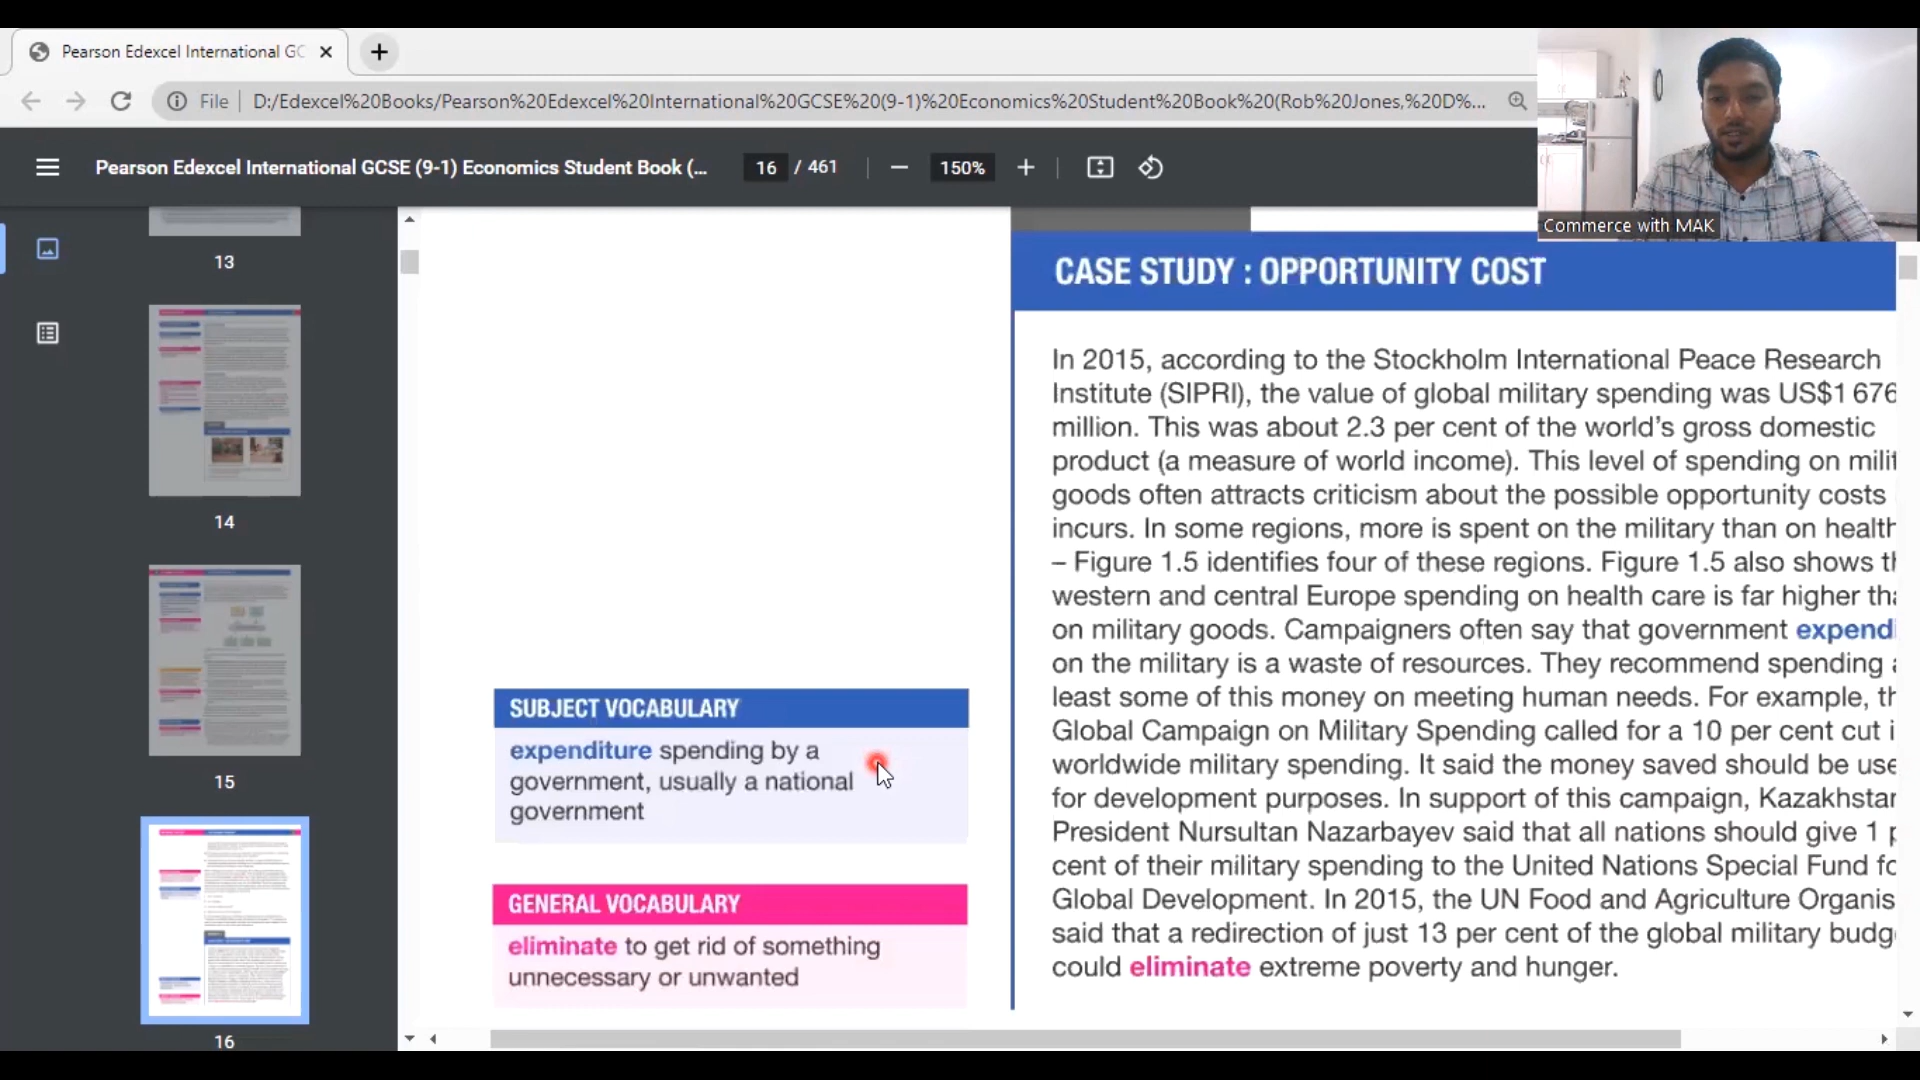 Pearson Edexcel International GC
File
D:/Edexcel%20Books/Pearson%20Edexcel%20International%20GCSE%20(9-1)%20Economics%20Student%20Book%20(Rob%20Jones,%20D%...
Commerce with MAK
Pearson Edexcel International GCSE (9-1) Economics Student Book (...
16 / 461
150%
13
14
15
16
SUBJECT VOCABULARY
expenditure spending by a
government, usually a national
government
GENERAL VOCABULARY
eliminate to get rid of something
unnecessary or unwanted
CASE STUDY : OPPORTUNITY COST
In 2015, according to the Stockholm International Peace Research
Institute (SIPRI), the value of global military spending was US$1 676
million. This was about 2.3 per cent of the world's gross domestic
product (a measure of world income). This level of spending on milit
goods often attracts criticism about the possible opportunity costs
incurs. In some regions, more is spent on the military than on health
– Figure 1.5 identifies four of these regions. Figure 1.5 also shows th
western and central Europe spending on health care is far higher tha
on military goods. Campaigners often say that government expendi
on the military is a waste of resources. They recommend spending a
least some of this money on meeting human needs. For example, th
Global Campaign on Military Spending called for a 10 per cent cut i
worldwide military spending. It said the money saved should be use
for development purposes. In support of this campaign, Kazakhstan
President Nursultan Nazarbayev said that all nations should give 1 p
cent of their military spending to the United Nations Special Fund fo
Global Development. In 2015, the UN Food and Agriculture Organis
said that a redirection of just 13 per cent of the global military budg
could eliminate extreme poverty and hunger.